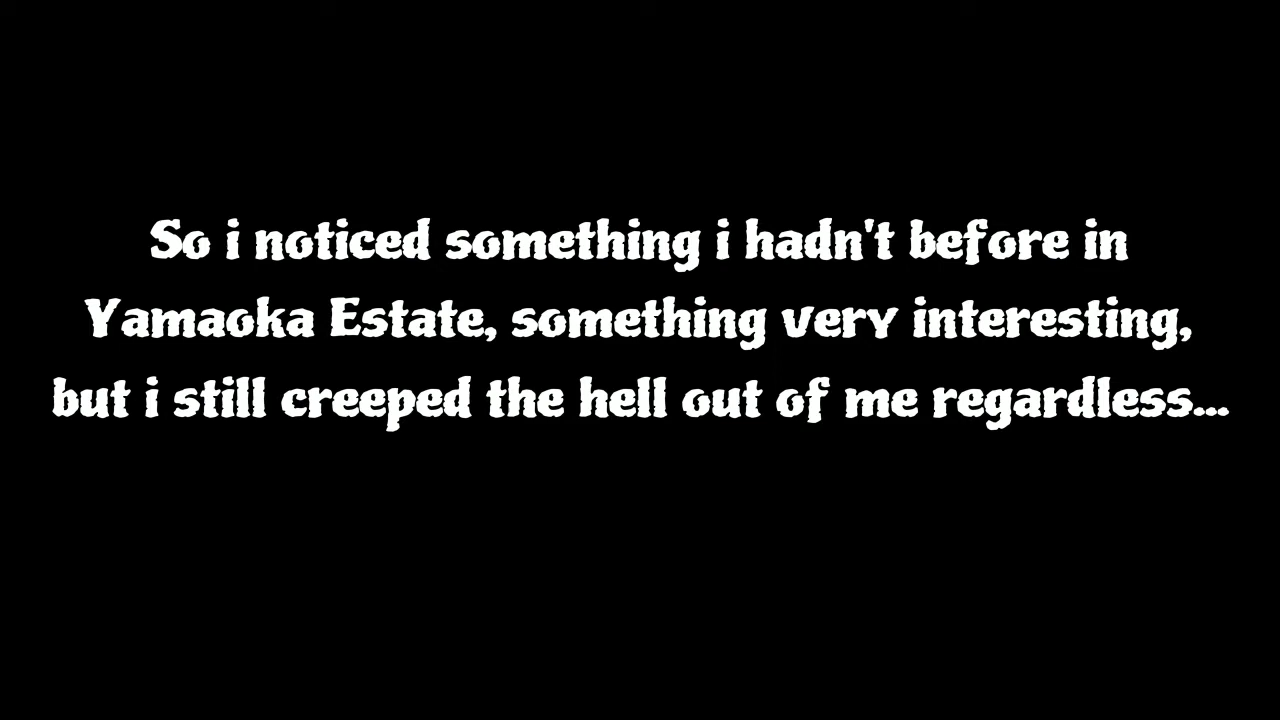 So i noticed something i hadn't before in
Yamaoka Estate, something very interesting,
but i still creeped the hell out of me regardless...